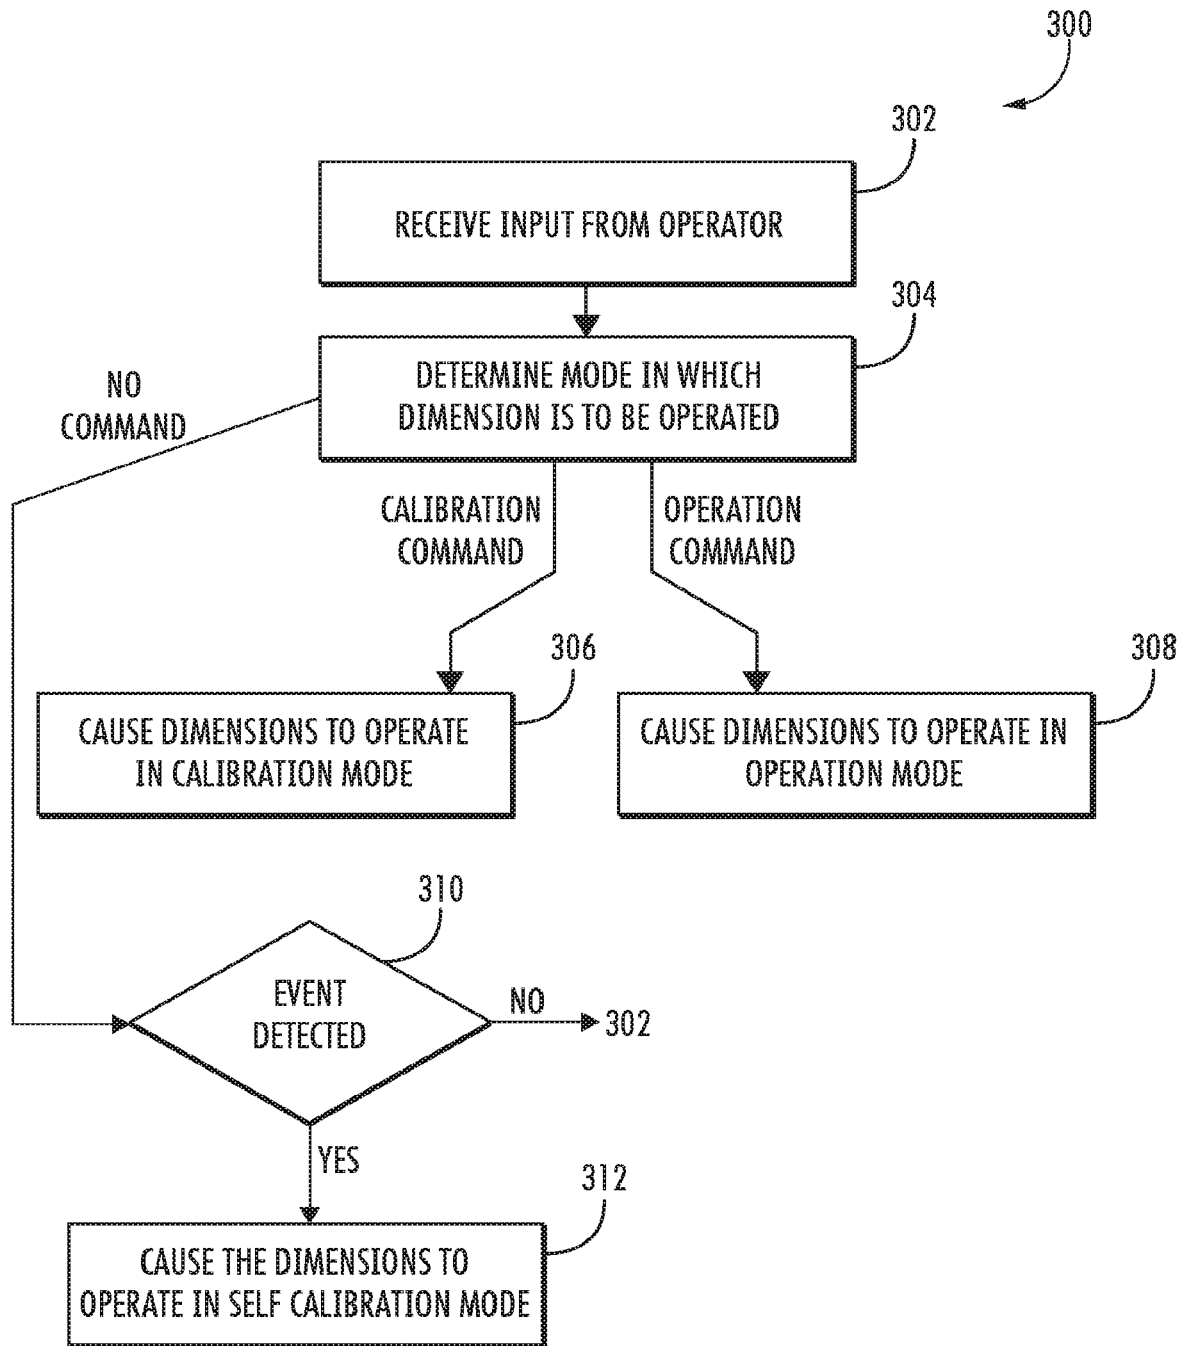 300
302
RECEIVE INPUT FROM OPERATOR
304
DETERMINE MODE IN WHICH
DIMENSION IS TO BE OPERATED
NO
COMMAND
CALIBRATION
COMMAND
OPERATION
COMMAND
306
CAUSE DIMENSIONS TO OPERATE
IN CALIBRATION MODE
308
CAUSE DIMENSIONS TO OPERATE IN
OPERATION MODE
310
EVENT
DETECTED
NO
302
YES
312
CAUSE THE DIMENSIONS TO
OPERATE IN SELF CALIBRATION MODE